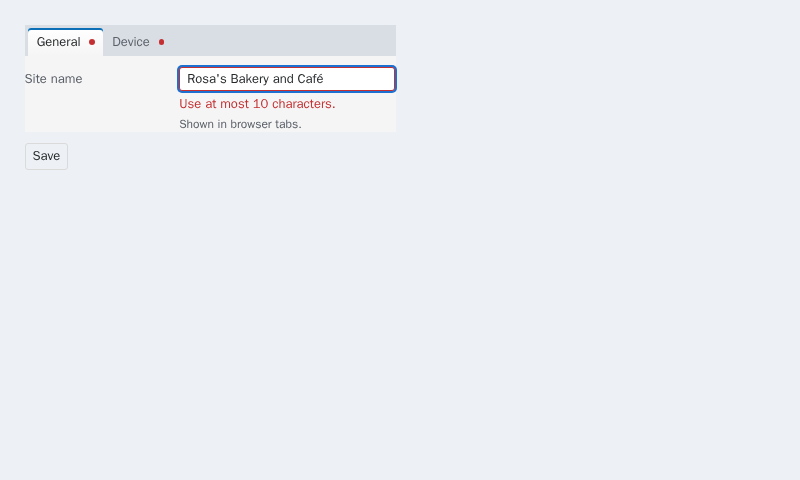 General Device
Site name Rosa's Bakery and Café
Use at most 10 characters.
Shown in browser tabs.
Save